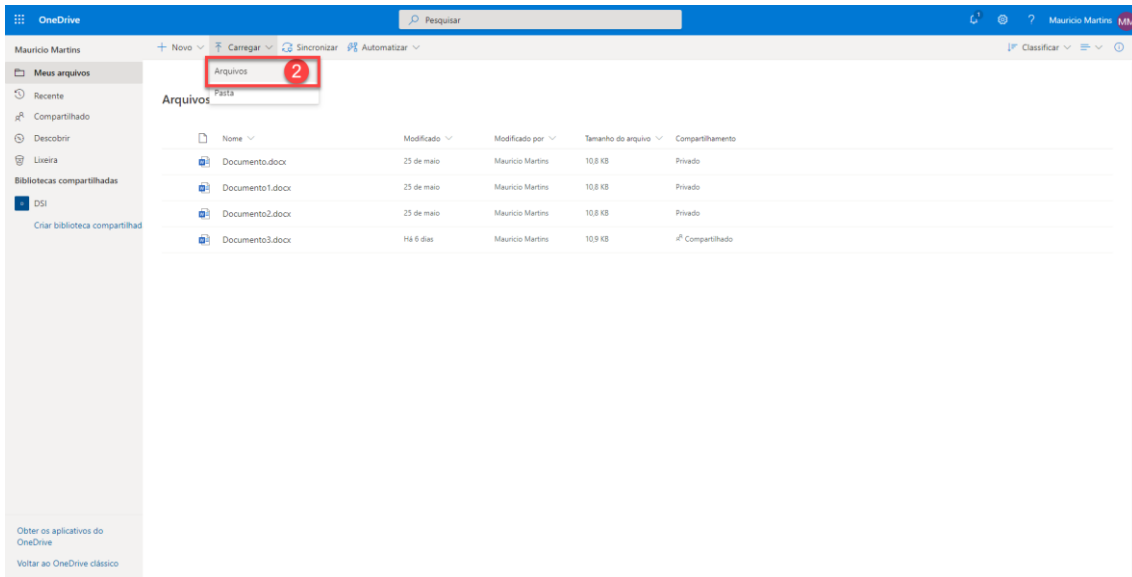 OneDrive
Pesquisar
1
?
Mauricio Martins
MM
Mauricio Martins
Novo
Carregar
Sincronizar
Automatizar
Classificar
Meus arquivos
Recente
Compartilhado
Descobrir
Lixeira
Bibliotecas compartilhadas
DSI
Criar biblioteca compartilhad
Arquivos
2
Pasta
Arquivos
Nome
Modificado
Modificado por
Tamanho do arquivo
Compartilhamento
Documento.docx
25 de maio
Mauricio Martins
10,8 KB
Privado
Documento1.docx
25 de maio
Mauricio Martins
10,8 KB
Privado
Documento2.docx
25 de maio
Mauricio Martins
10,8 KB
Privado
Documento3.docx
Há 6 dias
Mauricio Martins
10,9 KB
Compartilhado
Obter os aplicativos do
OneDrive
Voltar ao OneDrive clássico